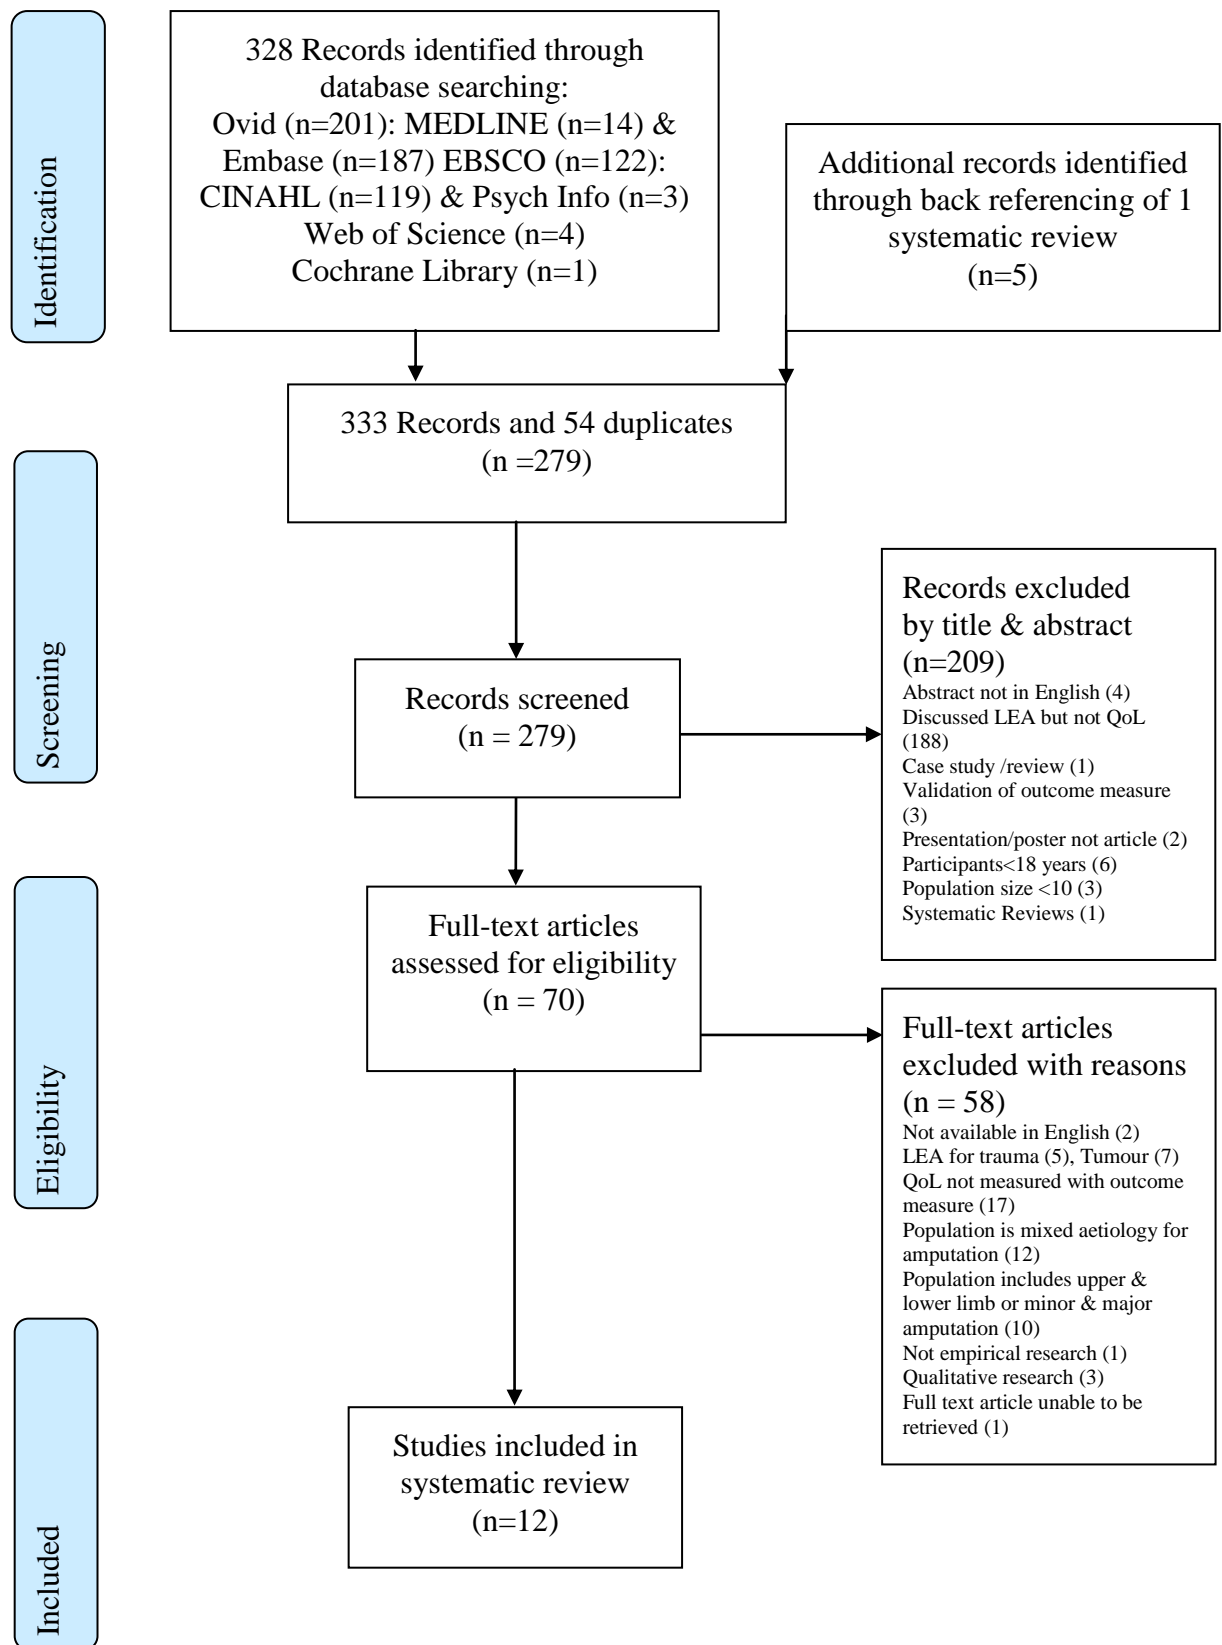 Identification
328 Records identified through
database searching:
Ovid (n=201): MEDLINE (n=14) &
Embase (n=187) EBSCO (n=122):
CINAHL (n=119) & Psych Info (n=3)
Web of Science (n=4)
Cochrane Library (n=1)
Additional records identified
through back referencing of 1
systematic review
(n=5)
333 Records and 54 duplicates
(n =279)
Screening
Records screened
(n = 279)
Records excluded
by title & abstract
(n=209)
Abstract not in English (4)
Discussed LEA but not QoL
(188)
Case study /review (1)
Validation of outcome measure
(3)
Presentation/poster not article (2)
Participants<18 years (6)
Population size <10 (3)
Systematic Reviews (1)
Eligibility
Full-text articles
assessed for eligibility
(n = 70)
Full-text articles
excluded with reasons
(n = 58)
Not available in English (2)
LEA for trauma (5), Tumour (7)
QoL not measured with outcome
measure (17)
Population is mixed aetiology for
amputation (12)
Population includes upper &
lower limb or minor & major
amputation (10)
Not empirical research (1)
Qualitative research (3)
Full text article unable to be
retrieved (1)
Included
Studies included in
systematic review
(n=12)